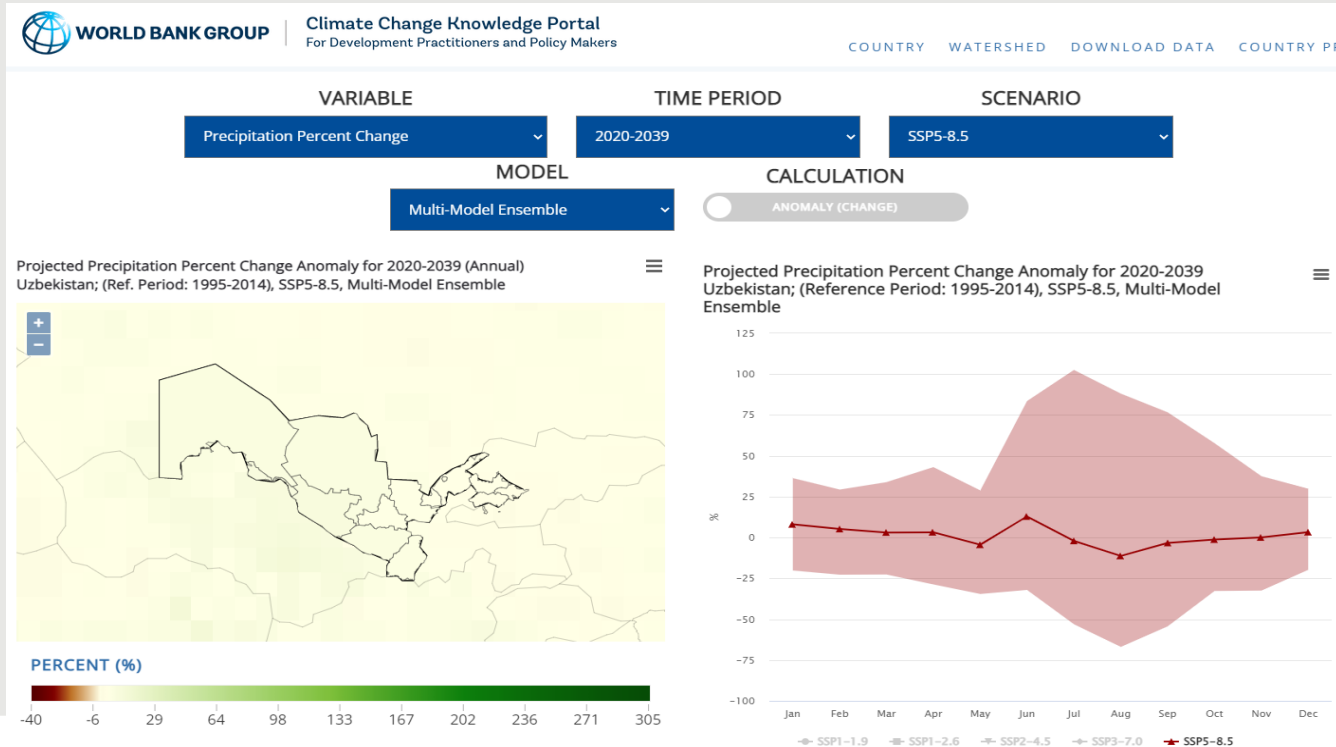 WORLD BANK GROUP
Climate Change Knowledge Portal
For Development Practitioners and Policy Makers
COUNTRY WATERSHED DOWNLOAD DATA COUNTRY
VARIABLE
Precipitation Percent Change
TIME PERIOD
2020-2039
SCENARIO
SSP5-8.5
MODEL
Multi-Model Ensemble
CALCULATION
ANOMALY (CHANGE)
Projected Precipitation Percent Change Anomaly for 2020-2039 (Annual)
Uzbekistan; (Ref. Period: 1995-2014), SSP5-8.5, Multi-Model Ensemble
+
−
PERCENT (%)
-40 -6 29 64 98 133 167 202 236 271 305
Projected Precipitation Percent Change Anomaly for 2020-2039
Uzbekistan; (Reference Period: 1995-2014), SSP5-8.5, Multi-Model
Ensemble
125
100
75
50
25
0
−25
−50
−75
−100
%
Jan Feb Mar Apr May Jun Jul Aug Sep Oct Nov Dec
SSP1−1.9 SSP1−2.6 SSP2−4.5 SSP3−7.0 SSP5−8.5